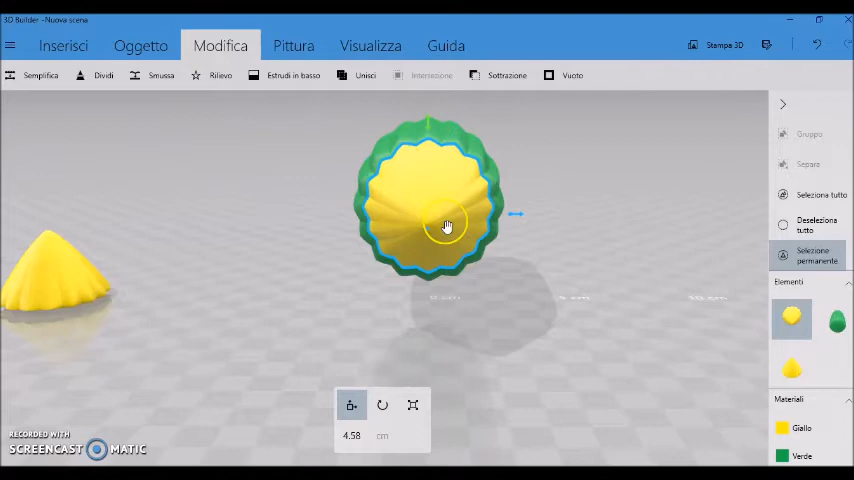 3D Builder -Nuova scena
Inserisci Oggetto Modifica Pittura Visualizza Guida Stampa 3D
Semplifica Dividi Smussa Rilievo Estrudi in basso Unisci Intersezione Sottrazione Vuoto
Gruppo
Separa
Seleziona tutto
Deseleziona
tutto
Selezione
permanente
Elementi
Materiali
Giallo
Verde
4.58 cm
RECORDED WITH
SCREENCAST MATIC